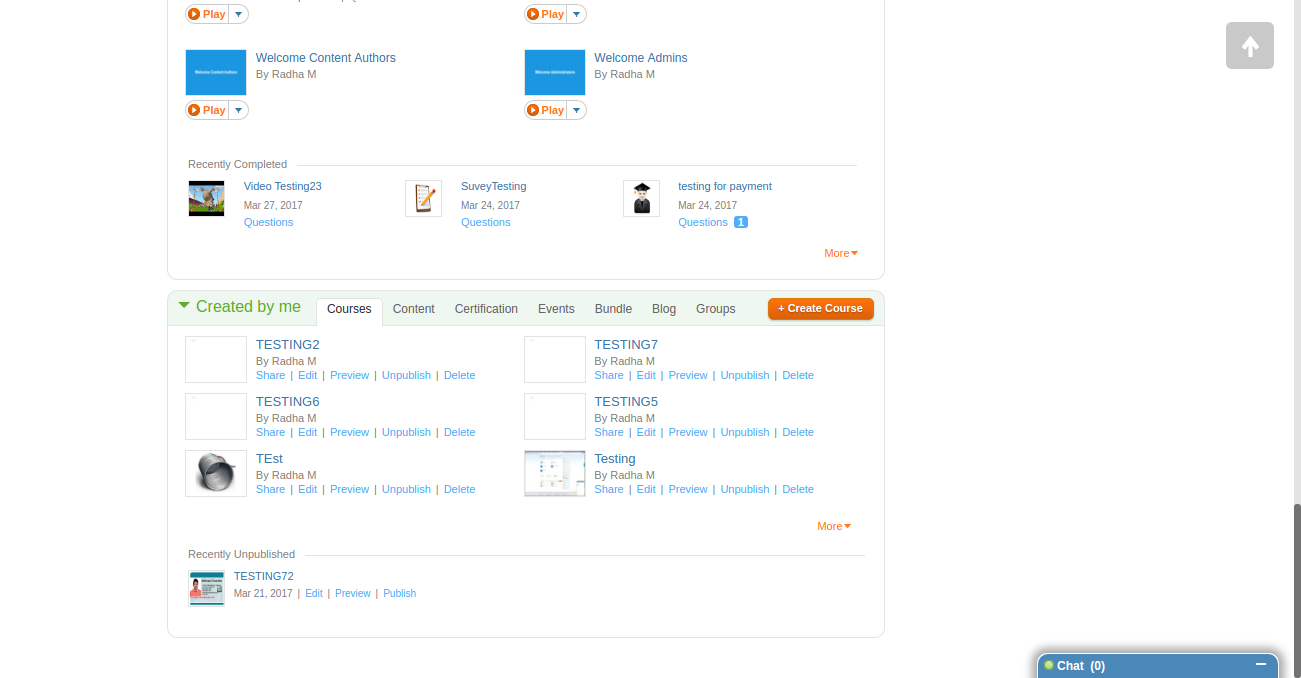 Play
Play
Welcome Content Authors
By Radha M
Welcome Content Authors
Play
Welcome Admins
By Radha M
Welcome Administrators
Play
Recently Completed
Video Testing23
Mar 27, 2017
Questions
SuveyTesting
Mar 24, 2017
Questions
testing for payment
Mar 24, 2017
Questions 1
More
Created by me
Courses Content Certification Events Bundle Blog Groups
+ Create Course
TESTING2
By Radha M
Share | Edit | Preview | Unpublish | Delete
TESTING7
By Radha M
Share | Edit | Preview | Unpublish | Delete
TESTING6
By Radha M
Share | Edit | Preview | Unpublish | Delete
TESTING5
By Radha M
Share | Edit | Preview | Unpublish | Delete
TEst
By Radha M
Share | Edit | Preview | Unpublish | Delete
Testing
By Radha M
Share | Edit | Preview | Unpublish | Delete
More
Recently Unpublished
TESTING72
Mar 21, 2017 | Edit | Preview | Publish
Chat (0)